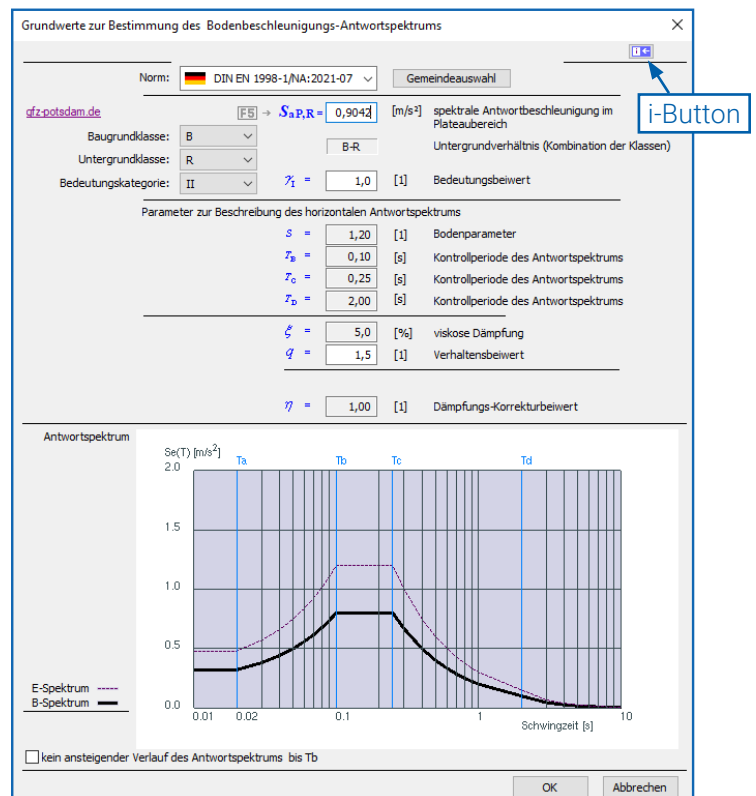 Grundwerte zur Bestimmung des Bodenbeschleunigungs-Antwortspektrums
i
Norm: DIN EN 1998-1/NA:2021-07 Gemeindeauswahl
i-Button
gfz-potsdam.de F5 → SaP,R = 0,9042 [m/s²] spektrale Antwortbeschleunigung im
Plateaubereich
Baugrundklasse: B
B-R Untergrundverhältnis (Kombination der Klassen)
Untergrundklasse: R
Bedeutungskategorie: II γI = 1,0 [1] Bedeutungsbeiwert
Parameter zur Beschreibung des horizontalen Antwortspektrums
S = 1,20 [1] Bodenparameter
TB = 0,10 [s] Kontrollperiode des Antwortspektrums
TC = 0,25 [s] Kontrollperiode des Antwortspektrums
TD = 2,00 [s] Kontrollperiode des Antwortspektrums
ξ = 5,0 [%] viskose Dämpfung
q = 1,5 [1] Verhaltensbeiwert
η = 1,00 [1] Dämpfungs-Korrekturbeiwert
Antwortspektrum
Se(T) [m/s²]
Ta Tb Tc Td
2.0
1.5
1.0
0.5
0.0
E-Spektrum
B-Spektrum
0.01 0.02 0.1 1 10
Schwingzeit [s]
kein ansteigender Verlauf des Antwortspektrums bis Tb
OK Abbrechen